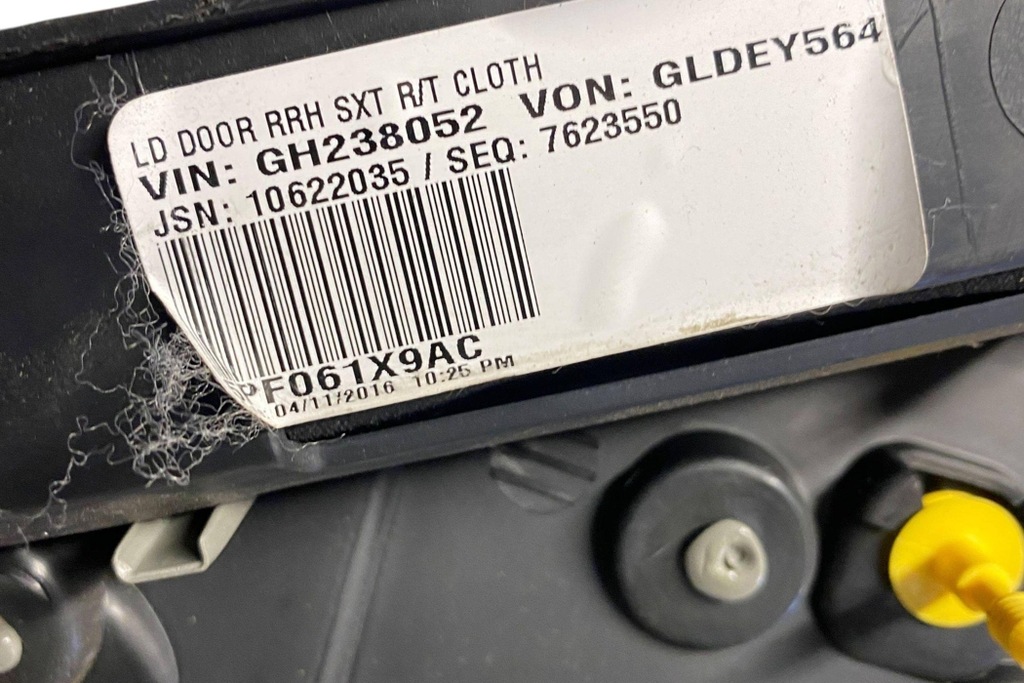 LD DOOR RRH SXT R/T CLOTH
VIN: GH238052 VON: GLDEY564
JSN: 10622035 / SEQ: 7623550
PF061X9AC
04/11/2016 10:25 PM